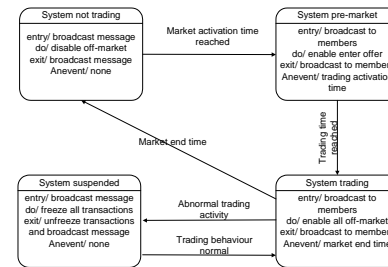 System not trading
entry/ broadcast message
do/ disable off-market
exit/ broadcast message
Anevent/ none
Market activation time
reached
System pre-market
entry/ broadcast to
members
do/ enable enter offer
exit/ broadcast to member
Anevent/ trading activation
time
Trading time
reached
Market end time
System suspended
entry/ broadcast message
do/ freeze all transactions
exit/ unfreeze transactions
and broadcast message
Anevent/ none
Abnormal trading
activity
Trading behaviour
normal
System trading
entry/ broadcast to
members
do/ enable all off-market
exit/ broadcast to member
Anevent/ market end time